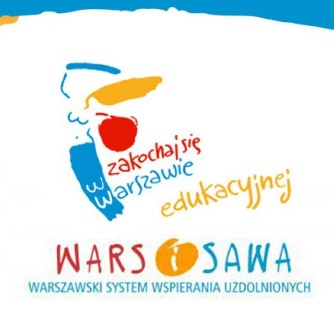 zakochaj się
w warszawie
edukacyjnej
WARS i SAWA
WARSZAWSKI SYSTEM WSPIERANIA UZDOLNIONYCH